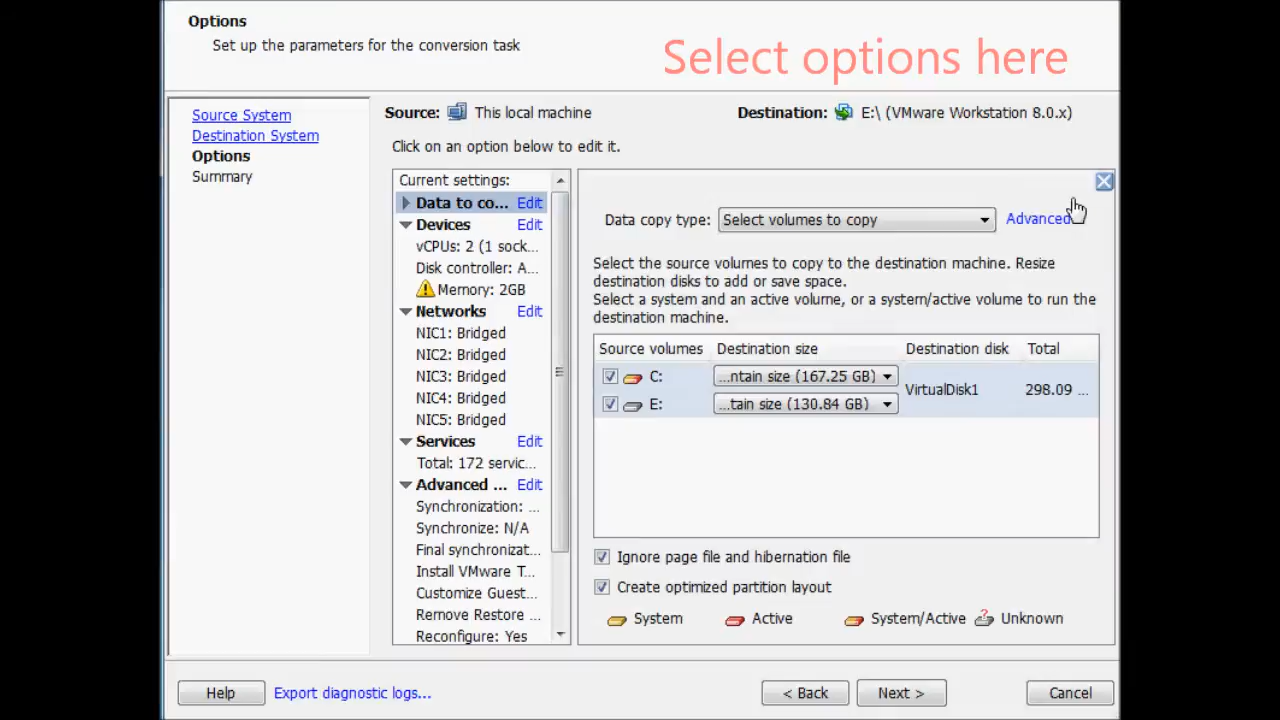 Options
Set up the parameters for the conversion task
Select options here
Source System
Destination System
Options
Summary
Source: This local machine
Destination: E:\ (VMware Workstation 8.0.x)
Click on an option below to edit it.
Current settings:
Data to co... Edit
Devices Edit
vCPUs: 2 (1 sock...
Disk controller: A...
Memory: 2GB
Networks Edit
NIC1: Bridged
NIC2: Bridged
NIC3: Bridged
NIC4: Bridged
NIC5: Bridged
Services Edit
Total: 172 servic...
Advanced ... Edit
Synchronization: ...
Synchronize: N/A
Final synchronizat...
Install VMware T...
Customize Guest...
Remove Restore ...
Reconfigure: Yes
Data copy type: Select volumes to copy Advanced
Select the source volumes to copy to the destination machine. Resize
destination disks to add or save space.
Select a system and an active volume, or a system/active volume to run the
destination machine.
Source volumes Destination size Destination disk Total
C: ...ntain size (167.25 GB)
VirtualDisk1 298.09 ...
E: ...tain size (130.84 GB)
Ignore page file and hibernation file
Create optimized partition layout
System Active System/Active Unknown
Help Export diagnostic logs... < Back Next > Cancel